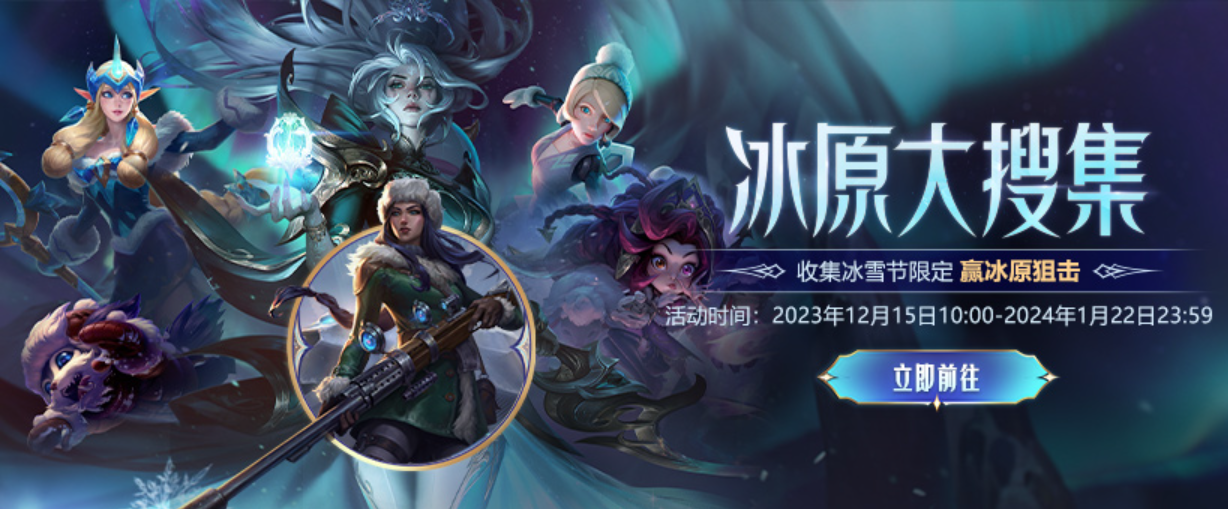 冰原大搜集
收集冰雪节限定 赢冰原狙击
活动时间：2023年12月15日10:00-2024年1月22日23:59
立即前往